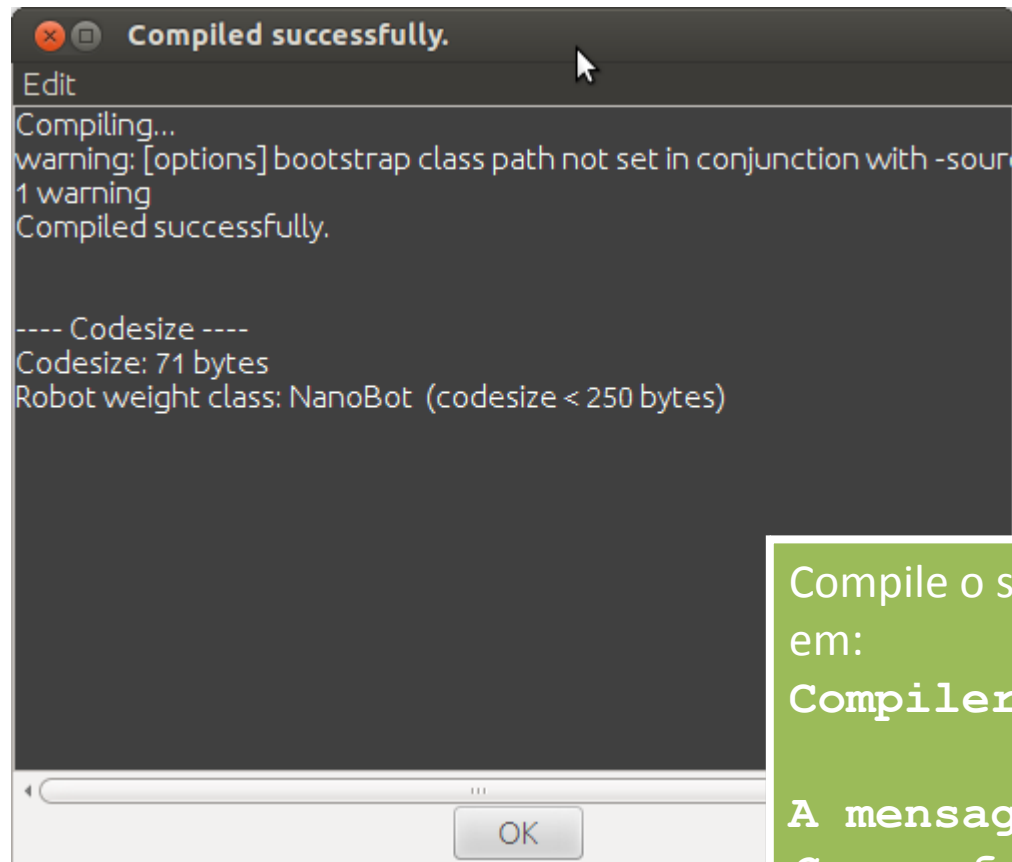 Compiled successfully.
Edit
Compiling...
warning: [options] bootstrap class path not set in conjunction with -sour
1 warning
Compiled successfully.
---- Codesize ----
Codesize: 71 bytes
Robot weight class: NanoBot (codesize < 250 bytes)
OK
Compile o s
em:
Compiler
A mensag